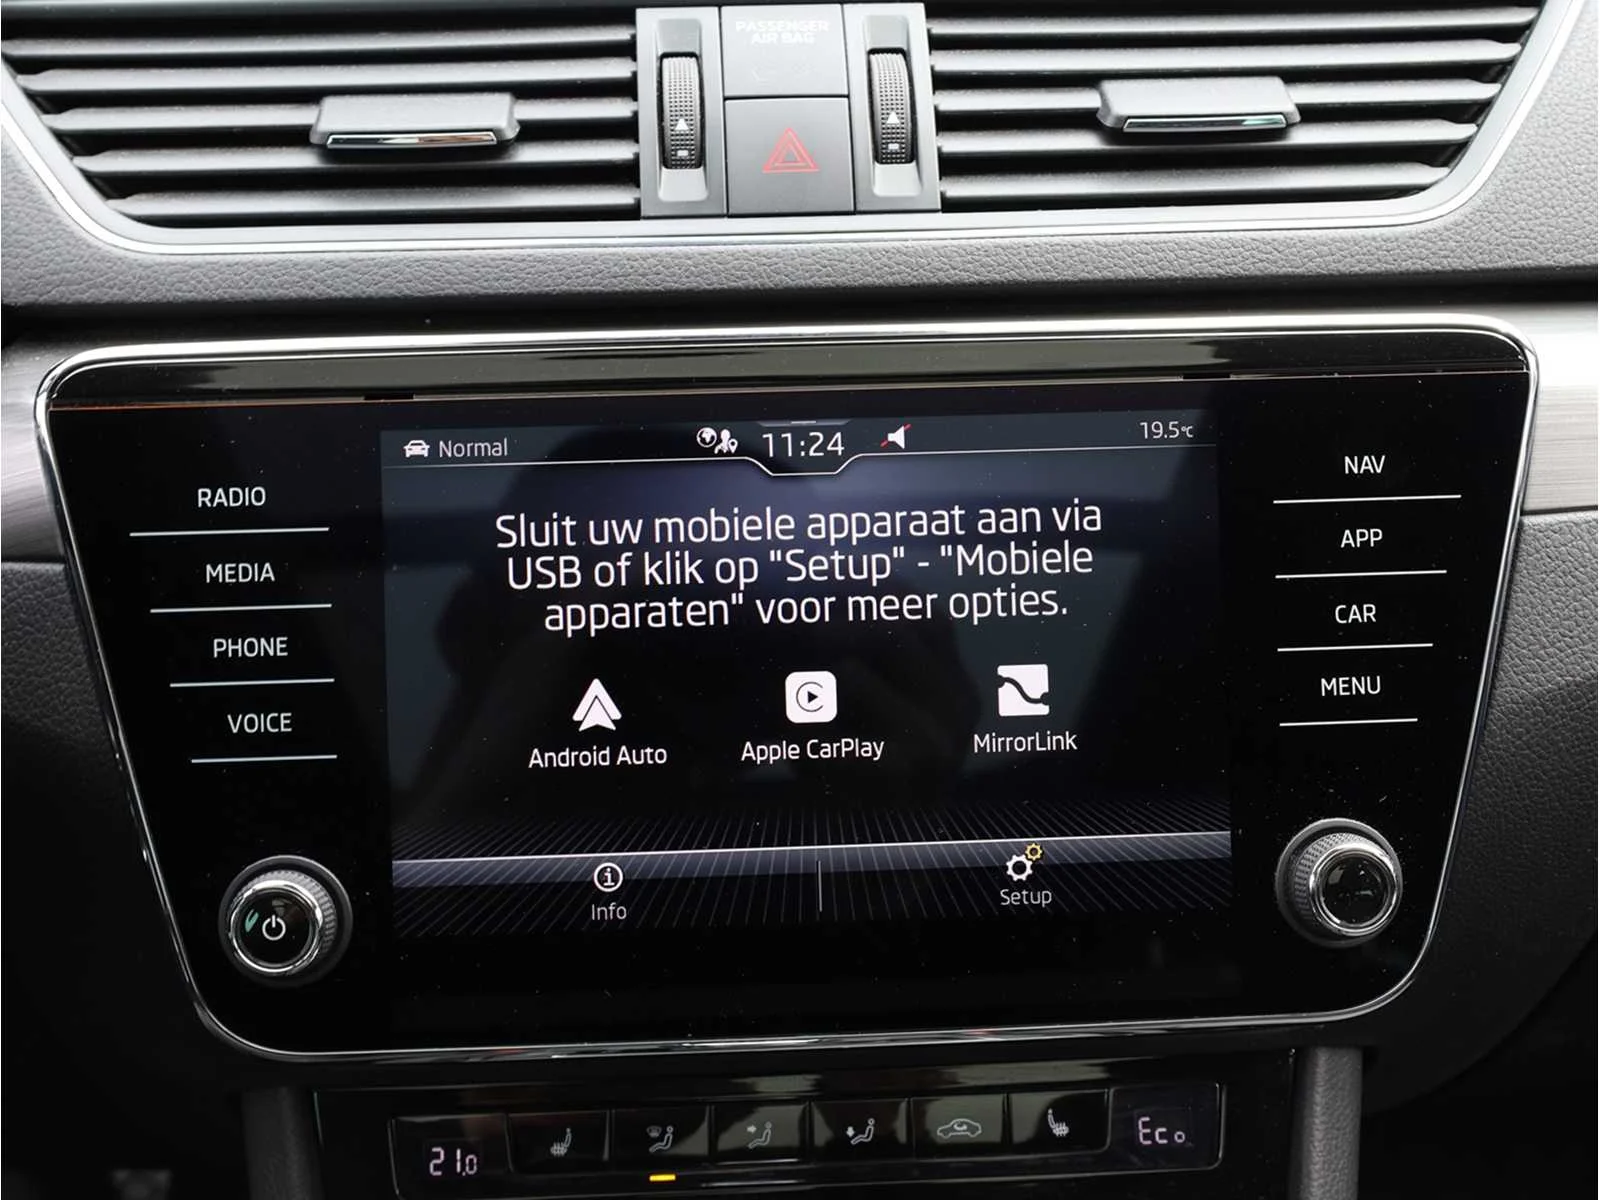 PASSENGER
AIR BAG
Normal
11:24
19.5°C
RADIO
MEDIA
PHONE
VOICE
Sluit uw mobiele apparaat aan via
USB of klik op "Setup" - "Mobiele
apparaten" voor meer opties.
Android Auto
Apple CarPlay
MirrorLink
Info
Setup
NAV
APP
CAR
MENU
21.0
Eco